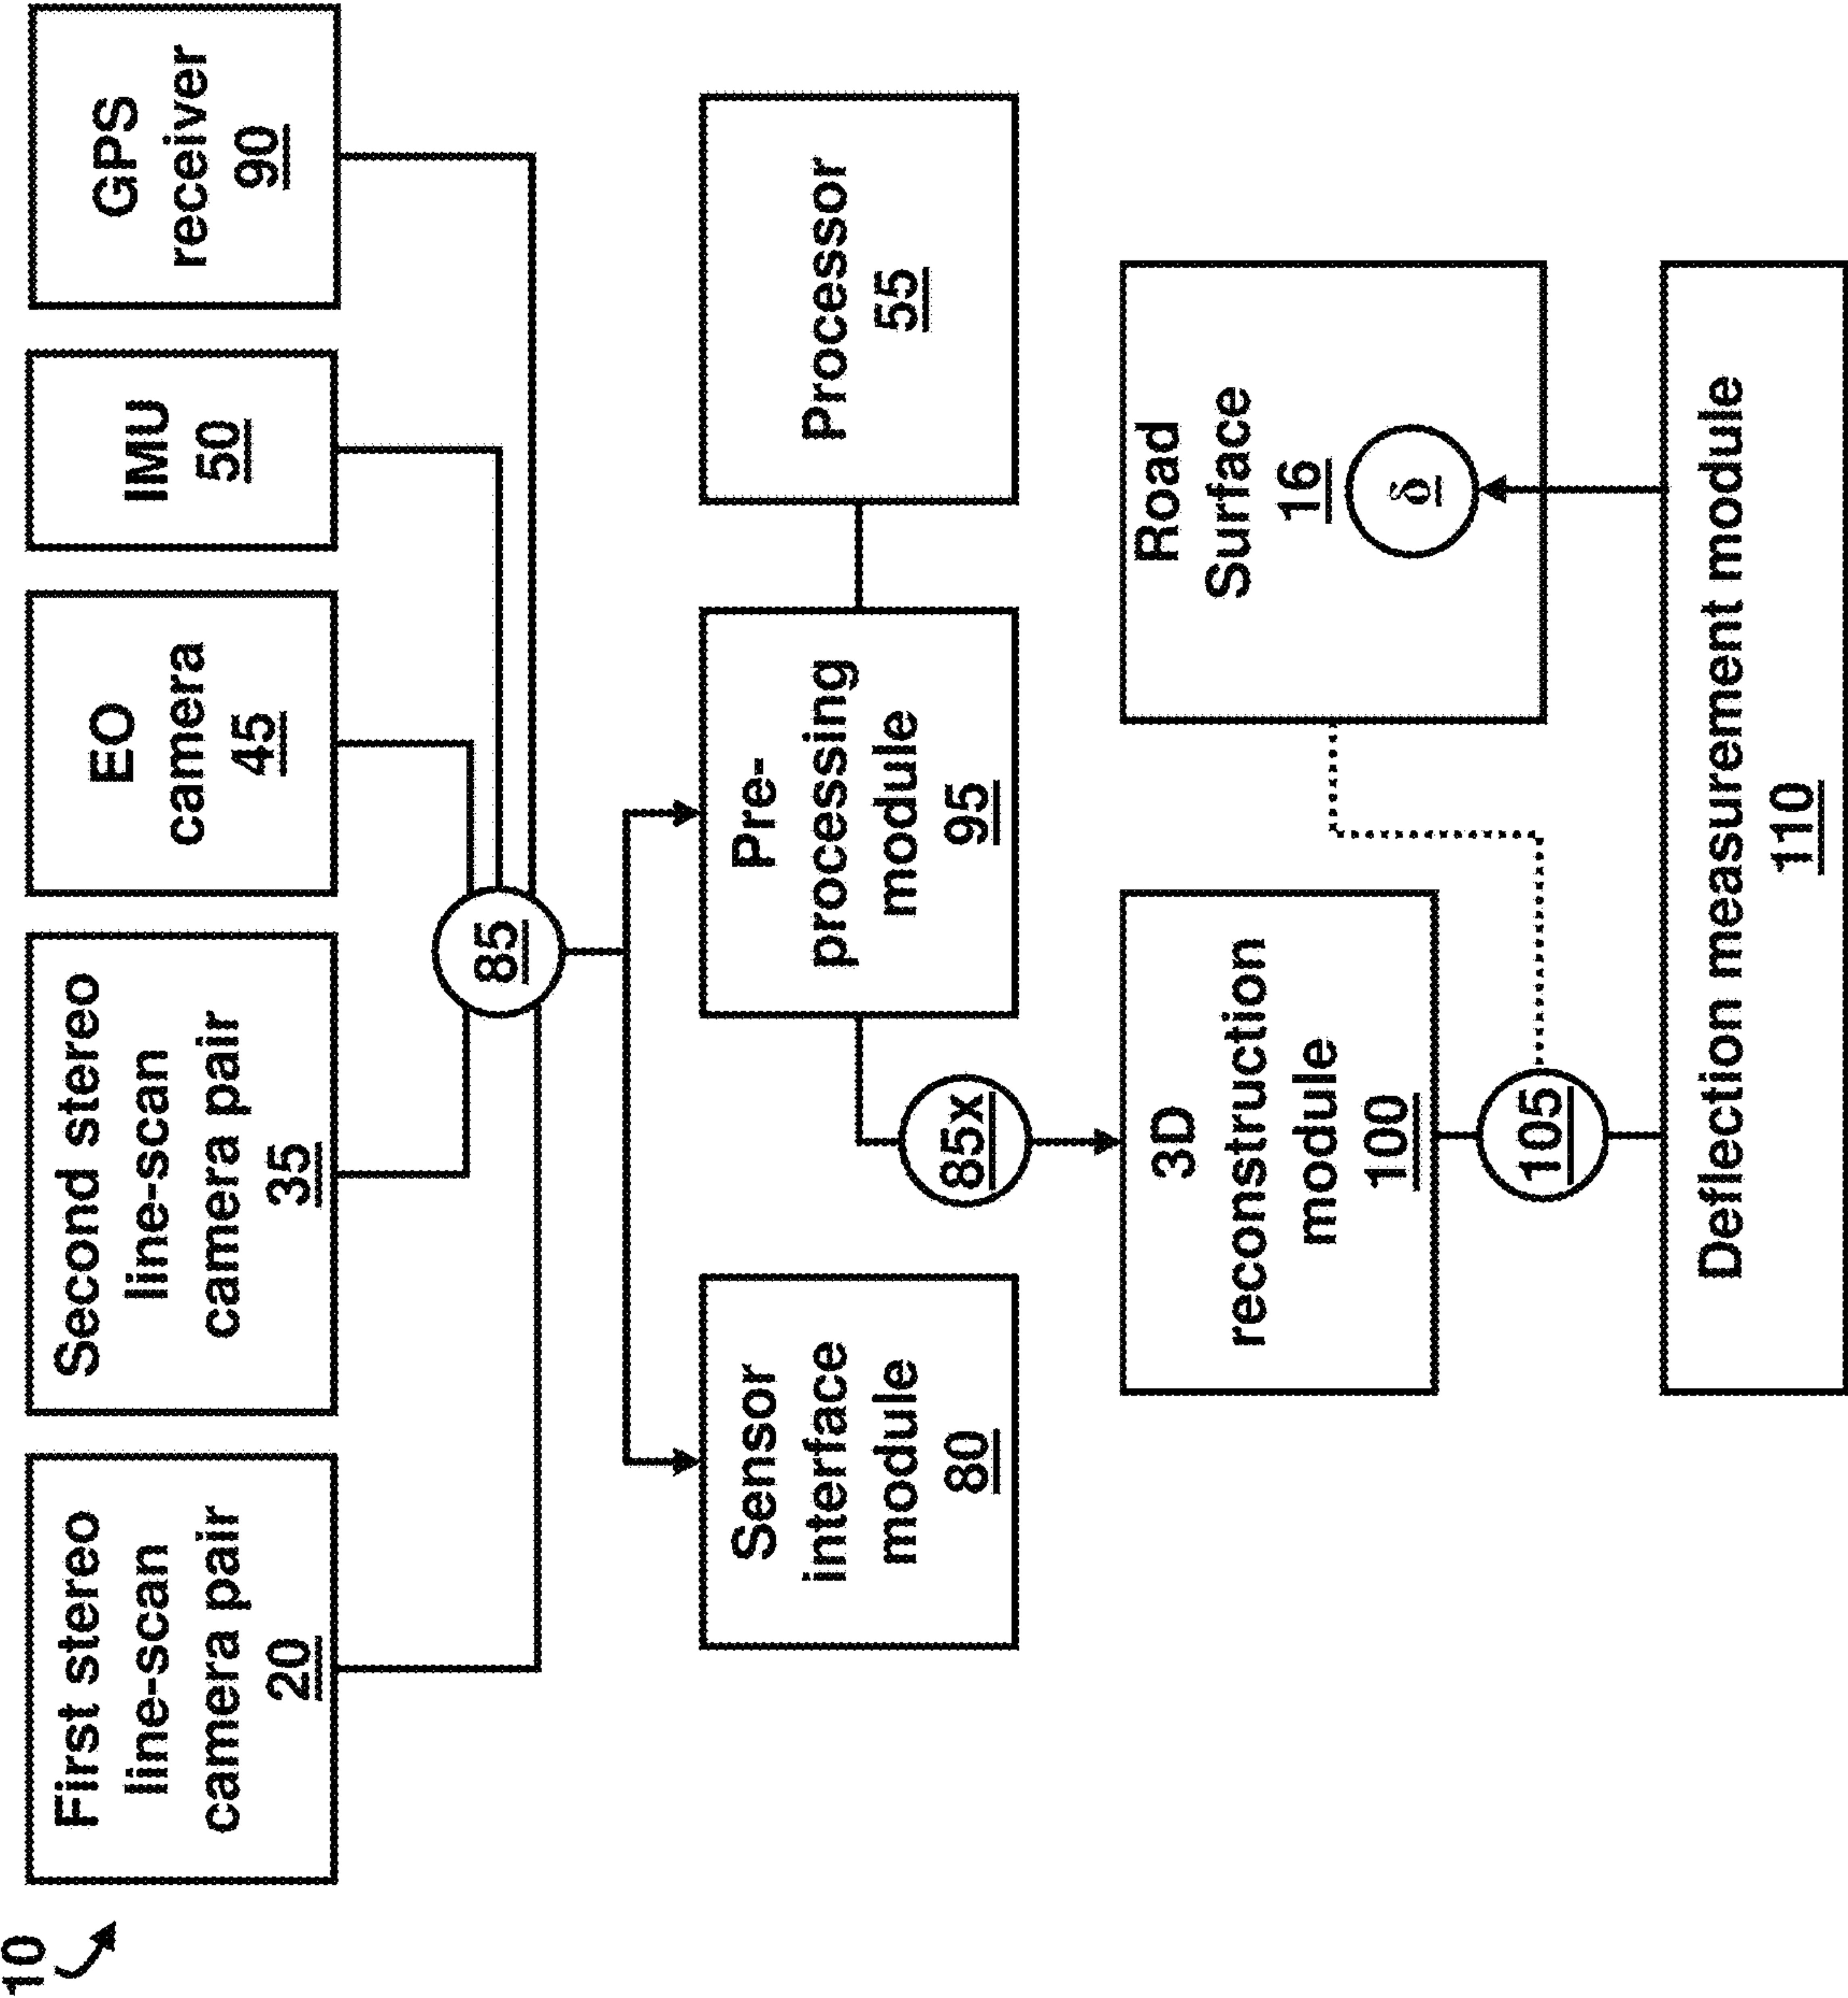 10
First stereo
line-scan
camera pair
20
Second stereo
line-scan
camera pair
35
EO
camera
45
IMU
50
GPS
receiver
90
85
Sensor
interface
module
80
Pre-
processing
module
95
Processor
55
85x
3D
reconstruction
module
100
Road
Surface
16
δ
105
Deflection measurement module
110